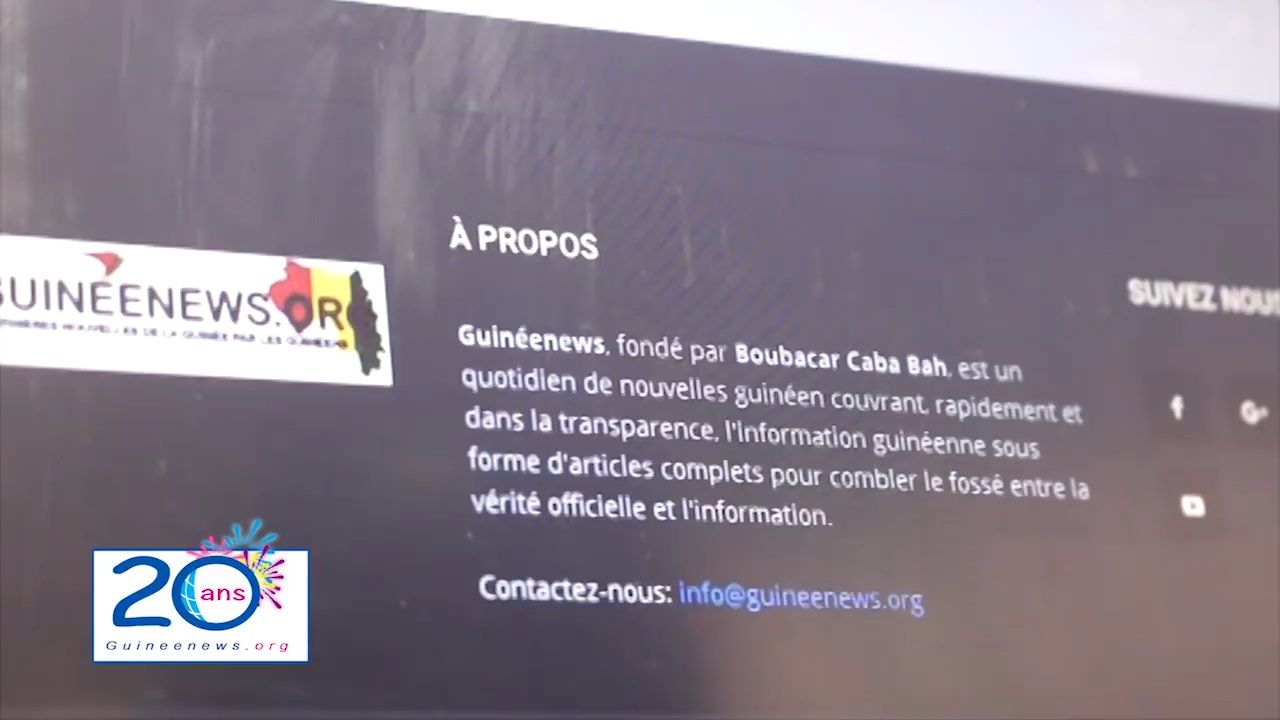 À PROPOS
GUINÉENEWS.ORG
SUIVEZ NOU
Guinéenews, fondé par Boubacar Caba Bah, est un
quotidien de nouvelles guinéen couvrant, rapidement et
dans la transparence, l'Information guinéenne sous
forme d'articles complets pour combler le fossé entre la
vérité officielle et l'information.
Contactez-nous: info@guineenews.org
20 ans
Guineenews.org